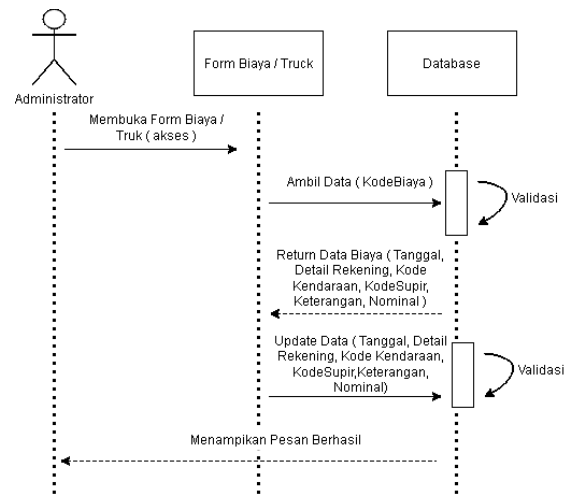 Form Biaya / Truck
Database
Administrator
Membuka Form Biaya /
Truk ( akses )
Ambil Data ( KodeBiaya )
Validasi
Return Data Biaya ( Tanggal,
Detail Rekening, Kode
Kendaraan, KodeSupir,
Keterangan, Nominal )
Update Data ( Tanggal, Detail
Rekening, Kode Kendaraan,
KodeSupir,Keterangan,
Nominal)
Validasi
Menampikan Pesan Berhasil